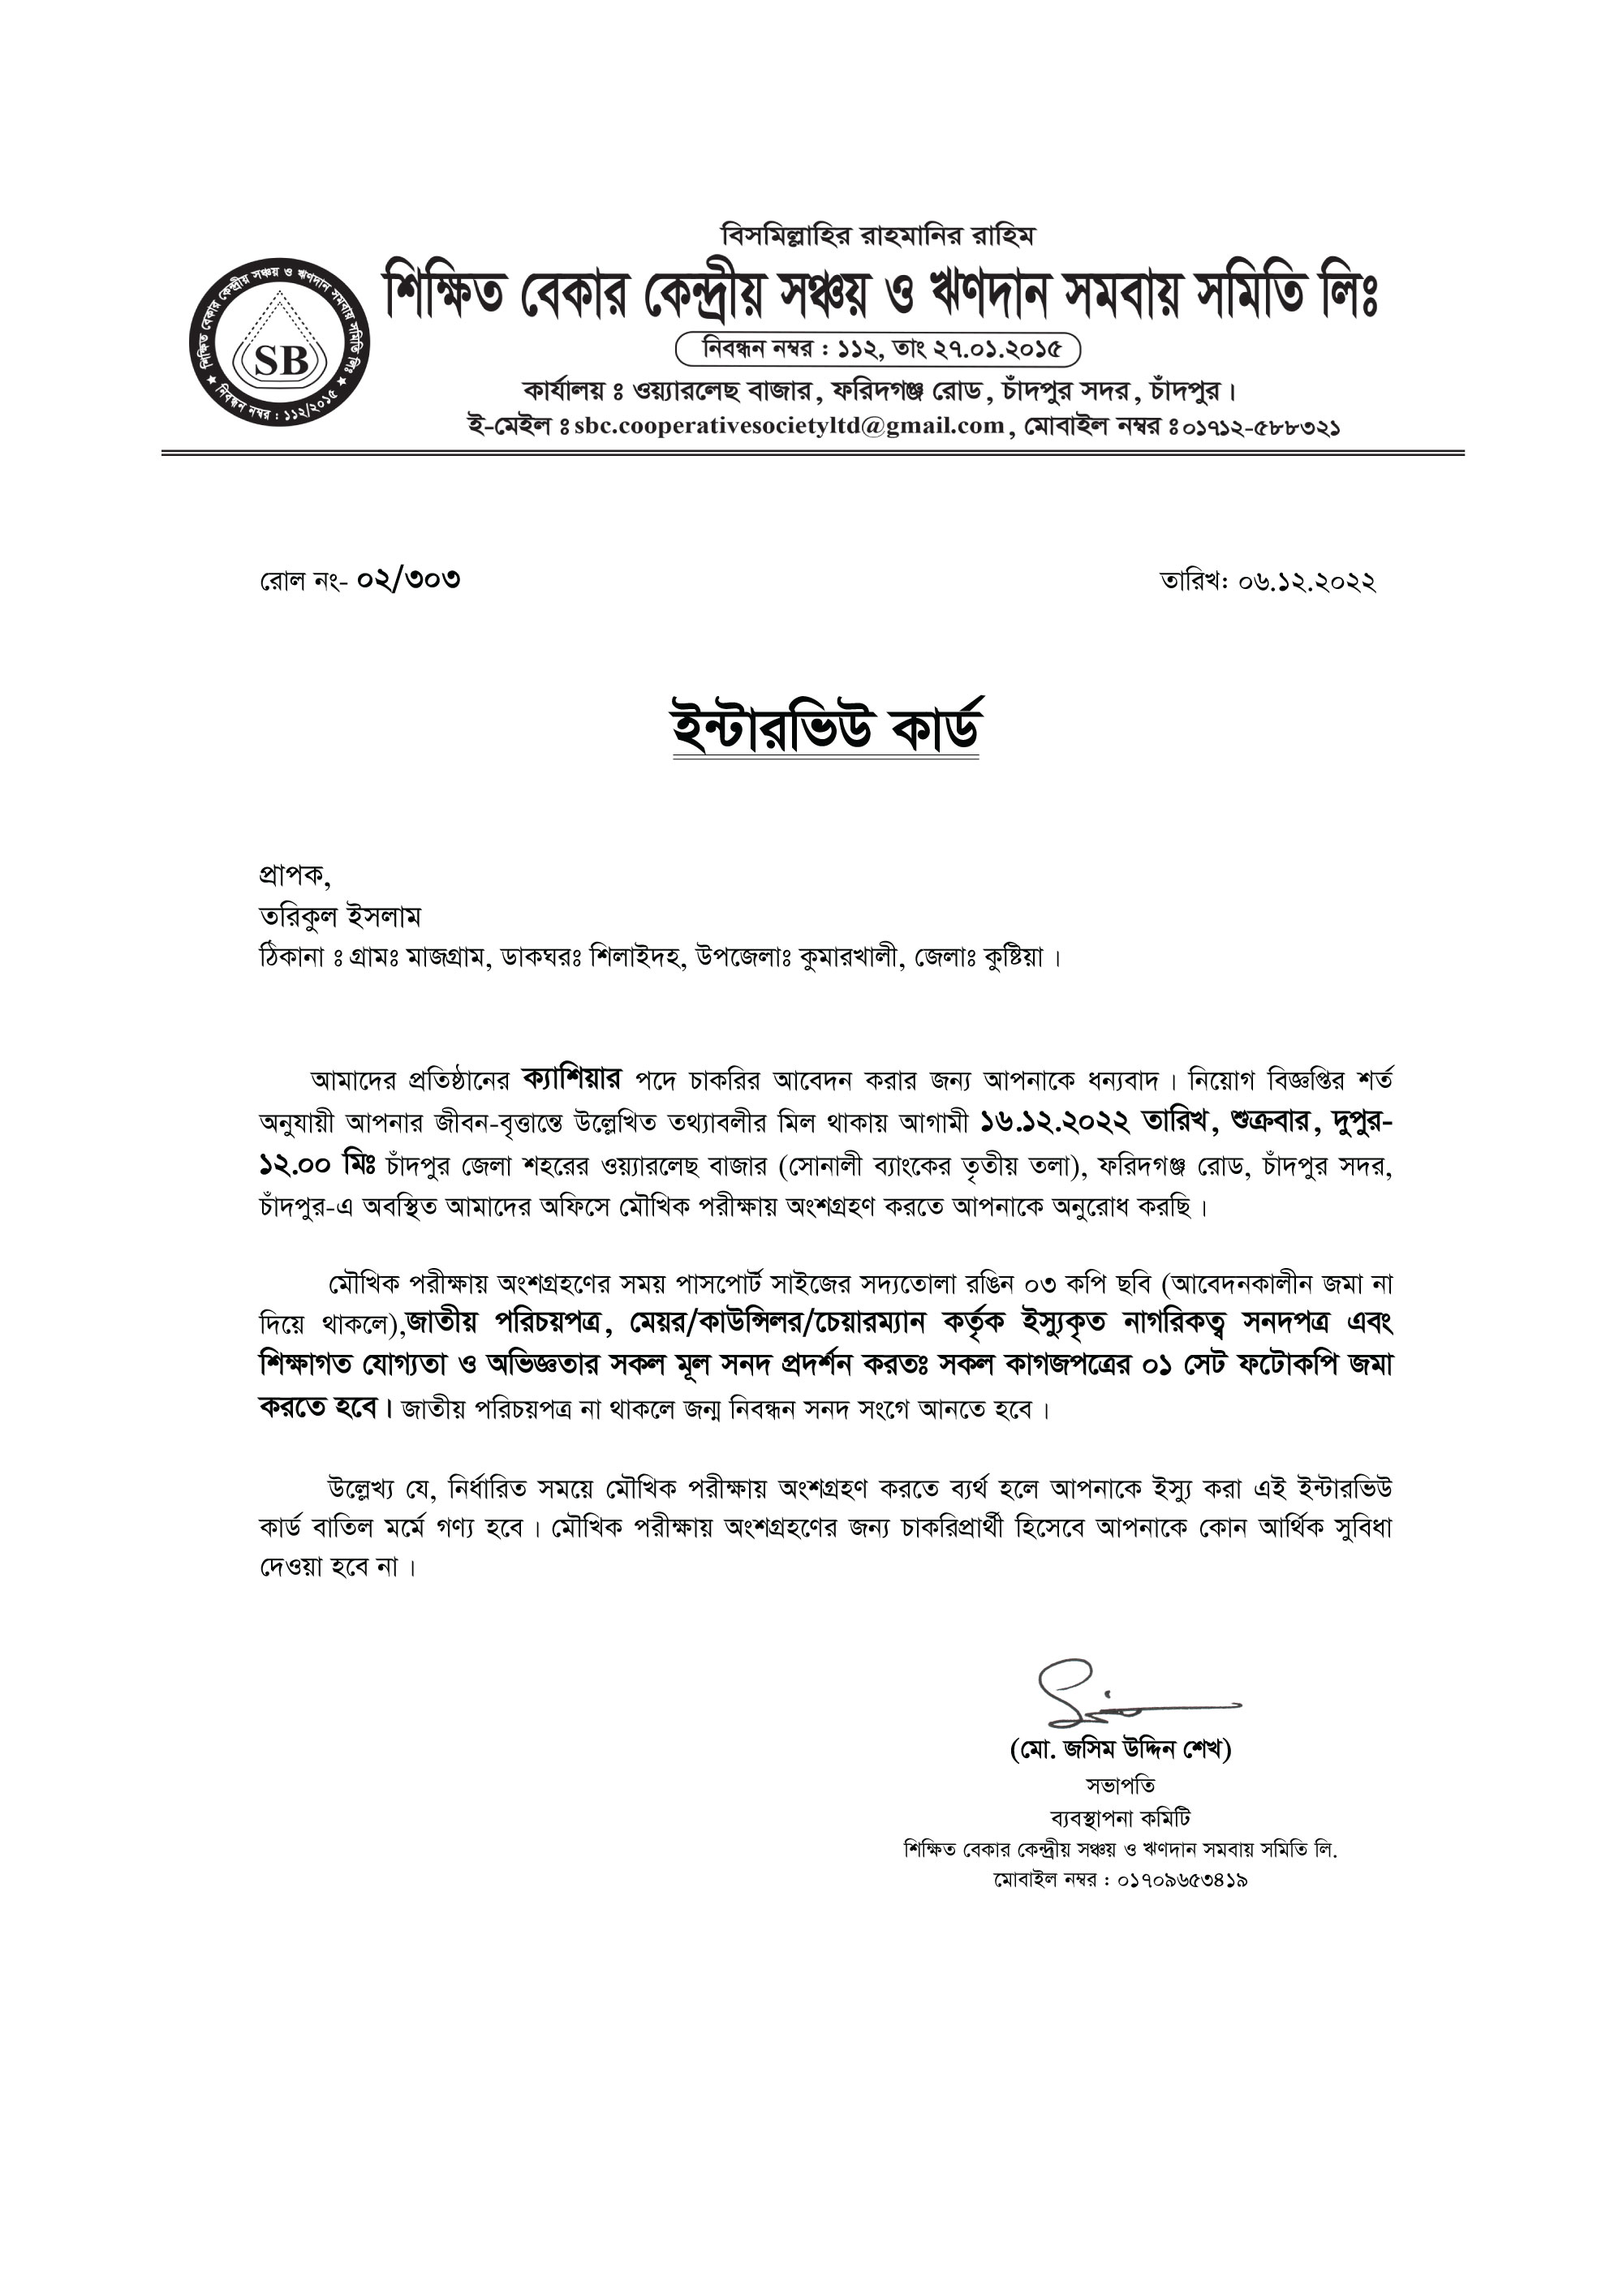 বিসমিল্লাহির রাহমানির রাহিম
শিক্ষিত বেকার কেন্দ্রীয় সঞ্চয় ও ঋণদান সমবায় সমিতি লিঃ
নিবন্ধন নম্বর : ১১২, তাং ২৭.০১.২০১৫
কার্যালয় ঃ ওয়্যারলেছ বাজার, ফরিদগঞ্জ রোড, চাঁদপুর সদর, চাঁদপুর।
ই-মেইল ঃ sbc.cooperativesocietyltd@gmail.com, মোবাইল নম্বর ঃ ০১৭১২-৫৮৮৩২১
শিক্ষিত বেকার কেন্দ্রীয় সঞ্চয় ও ঋণদান সমবায় সমিতি লিঃ
SB
★ নিবন্ধন নম্বর : ১১২/২০১৫ ★
রোল নং- ০২/৩০৩
তারিখ: ০৬.১২.২০২২
ইন্টারভিউ কার্ড
প্রাপক,
তরিকুল ইসলাম
ঠিকানা ঃ গ্রামঃ মাজগ্রাম, ডাকঘরঃ শিলাইদহ, উপজেলাঃ কুমারখালী, জেলাঃ কুষ্টিয়া ।
আমাদের প্রতিষ্ঠানের ক্যাশিয়ার পদে চাকরির আবেদন করার জন্য আপনাকে ধন্যবাদ । নিয়োগ বিজ্ঞপ্তির শর্ত
অনুযায়ী আপনার জীবন-বৃত্তান্তে উল্লেখিত তথ্যাবলীর মিল থাকায় আগামী ১৬.১২.২০২২ তারিখ, শুক্রবার, দুপুর-
১২.০০ মিঃ চাঁদপুর জেলা শহরের ওয়্যারলেছ বাজার (সোনালী ব্যাংকের তৃতীয় তলা), ফরিদগঞ্জ রোড, চাঁদপুর সদর,
চাঁদপুর-এ অবস্থিত আমাদের অফিসে মৌখিক পরীক্ষায় অংশগ্রহণ করতে আপনাকে অনুরোধ করছি ।
মৌখিক পরীক্ষায় অংশগ্রহণের সময় পাসপোর্ট সাইজের সদ্যতোলা রঙিন ০৩ কপি ছবি (আবেদনকালীন জমা না
দিয়ে থাকলে),জাতীয় পরিচয়পত্র, মেয়র/কাউন্সিলর/চেয়ারম্যান কর্তৃক ইস্যুকৃত নাগরিকত্ব সনদপত্র এবং
শিক্ষাগত যোগ্যতা ও অভিজ্ঞতার সকল মূল সনদ প্রদর্শন করতঃ সকল কাগজপত্রের ০১ সেট ফটোকপি জমা
করতে হবে। জাতীয় পরিচয়পত্র না থাকলে জন্ম নিবন্ধন সনদ সংগে আনতে হবে ।
উল্লেখ্য যে, নির্ধারিত সময়ে মৌখিক পরীক্ষায় অংশগ্রহণ করতে ব্যর্থ হলে আপনাকে ইস্যু করা এই ইন্টারভিউ
কার্ড বাতিল মর্মে গণ্য হবে । মৌখিক পরীক্ষায় অংশগ্রহণের জন্য চাকরিপ্রার্থী হিসেবে আপনাকে কোন আর্থিক সুবিধা
দেওয়া হবে না ।
(মো. জসিম উদ্দিন শেখ)
সভাপতি
ব্যবস্থাপনা কমিটি
শিক্ষিত বেকার কেন্দ্রীয় সঞ্চয় ও ঋণদান সমবায় সমিতি লি.
মোবাইল নম্বর : ০১৭০৯৬৫৩৪১৯